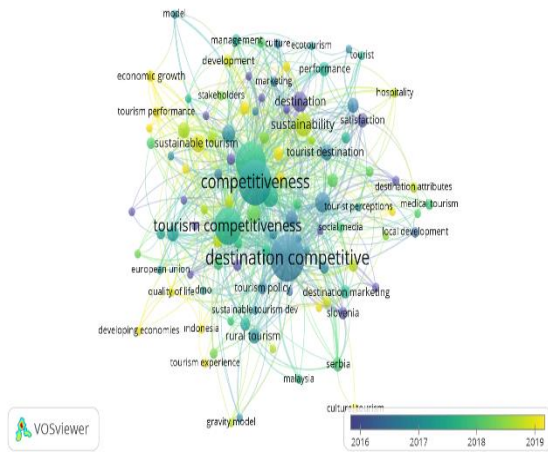 model
management
culture
ecotourism
tourist
development
performance
economic growth
marketing
hospitality
stakeholders
destination
tourism performance
satisfaction
sustainability
sustainable tourism
tourist destination
competitiveness
destination attributes
tourist perceptions
medical tourism
tourism competitiveness
social media
local development
destination competitive
european union
tourism policy
quality of life
dmo
destination marketing
sustainable tourism dev
slovenia
developing economies
indonesia
rural tourism
tourism experience
serbia
malaysia
cultural tourism
gravity model
VOSviewer
2016 2017 2018 2019